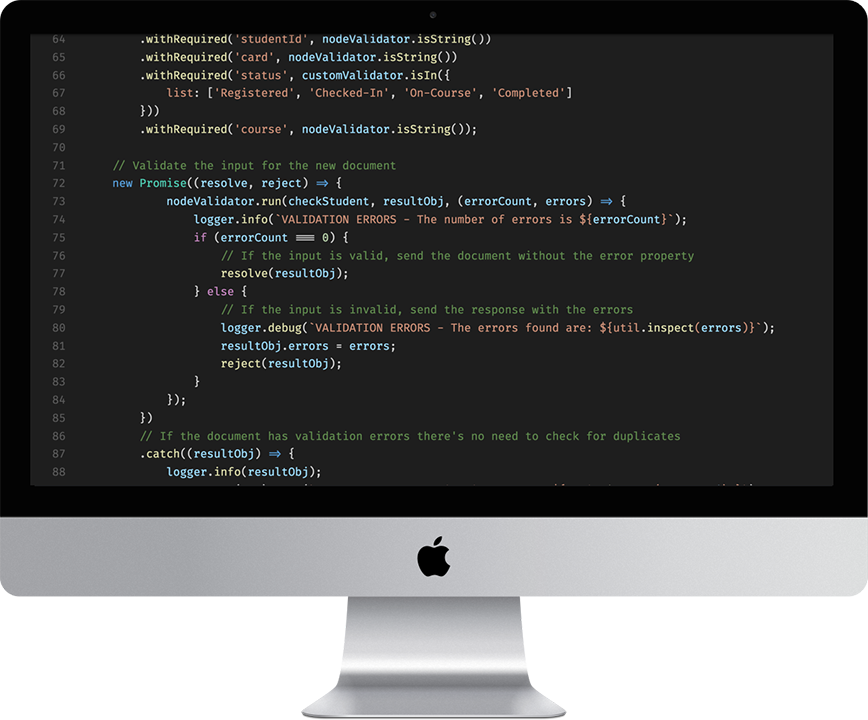 64 .withRequired('studentId', nodeValidator.isString())
65 .withRequired('card', nodeValidator.isString())
66 .withRequired('status', customValidator.isIn({
67 list: ['Registered', 'Checked-In', 'On-Course', 'Completed']
68 }))
69 .withRequired('course', nodeValidator.isString());
70
71 // Validate the input for the new document
72 new Promise((resolve, reject) => {
73 nodeValidator.run(checkStudent, resultObj, (errorCount, errors) => {
74 logger.info(`VALIDATION ERRORS - The number of errors is ${errorCount}`);
75 if (errorCount === 0) {
76 // If the input is valid, send the document without the error property
77 resolve(resultObj);
78 } else {
79 // If the input is invalid, send the response with the errors
80 logger.debug(`VALIDATION ERRORS - The errors found are: ${util.inspect(errors)}`);
81 resultObj.errors = errors;
82 reject(resultObj);
83 }
84 });
85 })
86 // If the document has validation errors there's no need to check for duplicates
87 .catch((resultObj) => {
88 logger.info(resultObj);